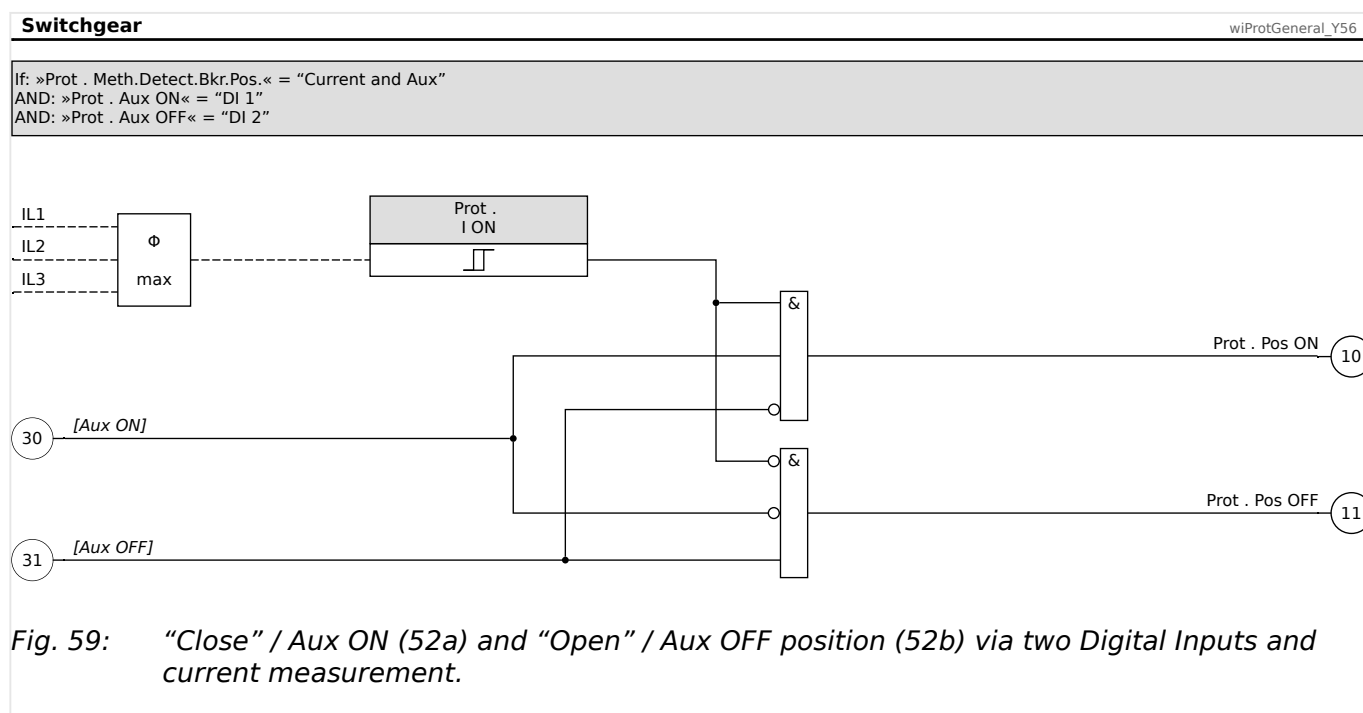 Switchgear
wiProtGeneral_Y56
If: »Prot . Meth.Detect.Bkr.Pos.« = “Current and Aux”
AND: »Prot . Aux ON« = “DI 1”
AND: »Prot . Aux OFF« = “DI 2”
IL1
IL2
IL3
Φ
max
Prot .
I ON
&
Prot . Pos ON
10
30
[Aux ON]
&
Prot . Pos OFF
11
31
[Aux OFF]
Fig. 59: “Close” / Aux ON (52a) and “Open” / Aux OFF position (52b) via two Digital Inputs and
current measurement.